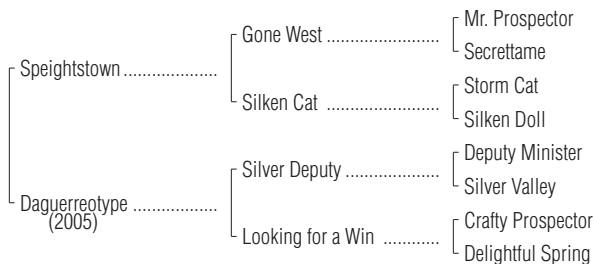 Mr. Prospector
Gone West ........................
Secrettame
Speightstown ....................
Storm Cat
Silken Cat ........................
Silken Doll
Deputy Minister
Silver Deputy ....................
Silver Valley
Daguerreotype ..................
(2005)
Crafty Prospector
Looking for a Win ............
Delightful Spring